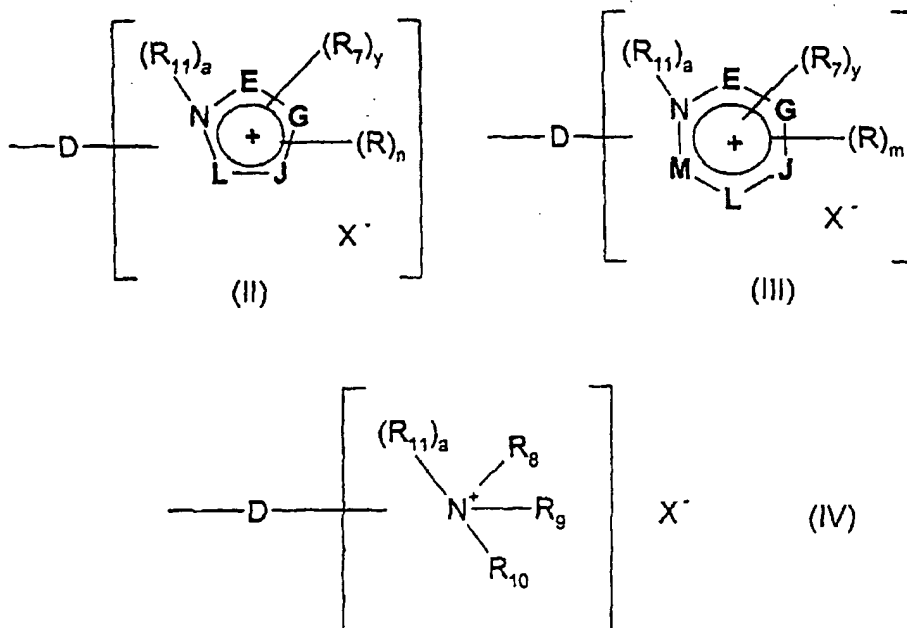 (R₁₁)ₐ E (R₇)ᵧ
N G
D + (R)ₙ
L J
X⁻
(II)
(R₁₁)ₐ E (R₇)ᵧ
N G
D + (R)ₘ
M J
L
X⁻
(III)
(R₁₁)ₐ R₈
D N⁺ R₉ X⁻ (IV)
R₁₀